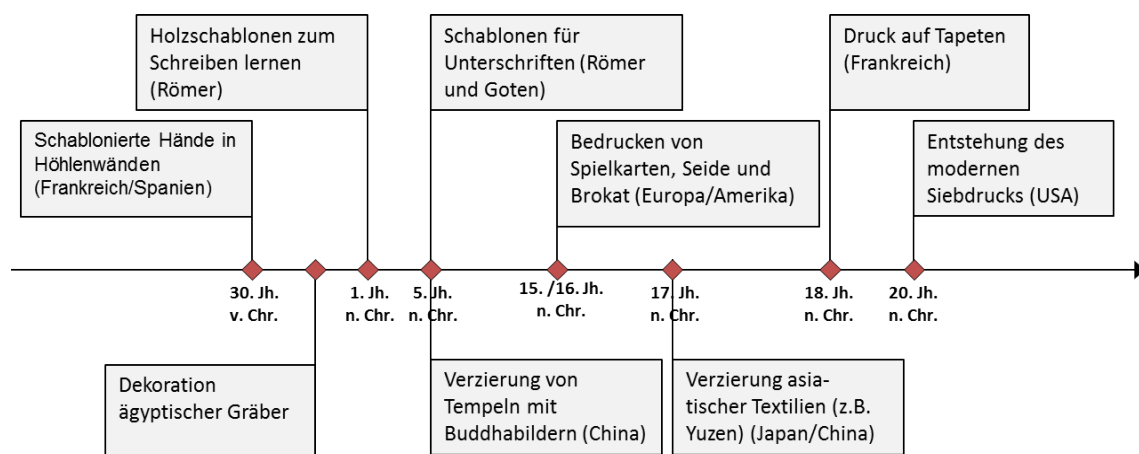 Holzschablonen zum
Schreiben lernen
(Römer)
Schablonen für
Unterschriften (Römer
und Goten)
Druck auf Tapeten
(Frankreich)
Schablonierte Hände in
Höhlenwänden
(Frankreich/Spanien)
Bedrucken von
Spielkarten, Seide und
Brokat (Europa/Amerika)
Entstehung des
modernen
Siebdrucks (USA)
30. Jh.
v. Chr.
1. Jh.
n. Chr.
5. Jh.
n. Chr.
15. /16. Jh.
n. Chr.
17. Jh.
n. Chr.
18. Jh.
n. Chr.
20. Jh.
n. Chr.
Dekoration
ägyptischer Gräber
Verzierung von
Tempeln mit
Buddhabildern (China)
Verzierung asia-
tischer Textilien (z.B.
Yuzen) (Japan/China)